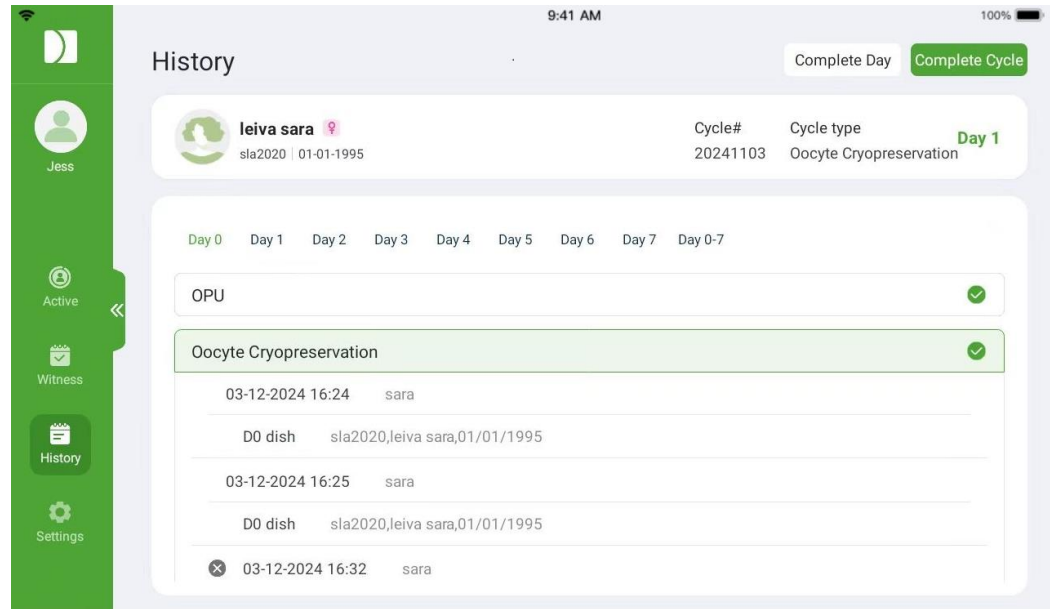 9:41 AM
100%
History
Complete Day
Complete Cycle
Jess
leiva sara
sla2020 | 01-01-1995
Cycle#
20241103
Cycle type
Oocyte Cryopreservation
Day 1
Active
Witness
History
Settings
Day 0 Day 1 Day 2 Day 3 Day 4 Day 5 Day 6 Day 7 Day 0-7
OPU
Oocyte Cryopreservation
03-12-2024 16:24 sara
D0 dish sla2020,leiva sara,01/01/1995
03-12-2024 16:25 sara
D0 dish sla2020,leiva sara,01/01/1995
03-12-2024 16:32 sara